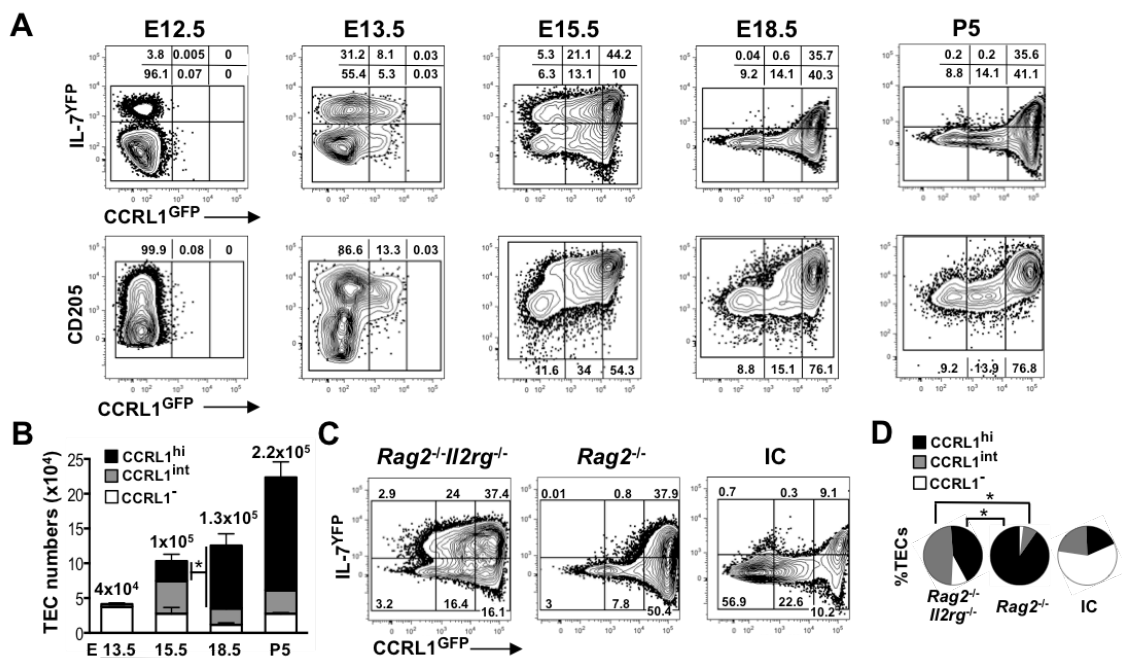 A
E12.5 E13.5 E15.5 E18.5 P5
3.8 0.005 0 31.2 8.1 0.03 5.3 21.1 44.2 0.04 0.6 35.7 0.2 0.2 35.6
96.1 0.07 0 55.4 5.3 0.03 6.3 13.1 10 9.2 14.1 40.3 8.8 14.1 41.1
IL-7YFP
CCRL1GFP
99.9 0.08 0 86.6 13.3 0.03
CD205
11.6 34 54.3 8.8 15.1 76.1 9.2 13.9 76.8
CCRL1GFP
B
CCRL1hi
CCRL1int
CCRL1-
TEC numbers (x10⁴)
25
20
15
10
5
0
4x10⁴ 1x10⁵ * 1.3x10⁵ 2.2x10⁵
E 13.5 15.5 18.5 P5
C
Rag2-/-Il2rg-/- Rag2-/- IC
2.9 24 37.4 0.01 0.8 37.9 0.7 0.3 9.1
IL-7YFP
3.2 16.4 16.1 3 7.8 50.4 56.9 22.6 10.2
CCRL1GFP
D
CCRL1hi
CCRL1int
CCRL1-
*
*
%TECs
Rag2-/- Il2rg-/- Rag2-/- IC